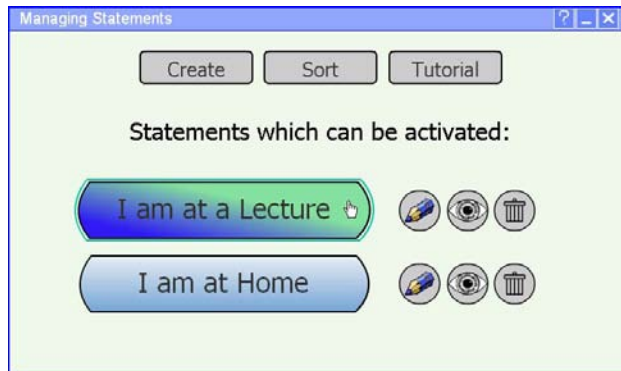 Managing Statements
Create Sort Tutorial
Statements which can be activated:
I am at a Lecture
I am at Home